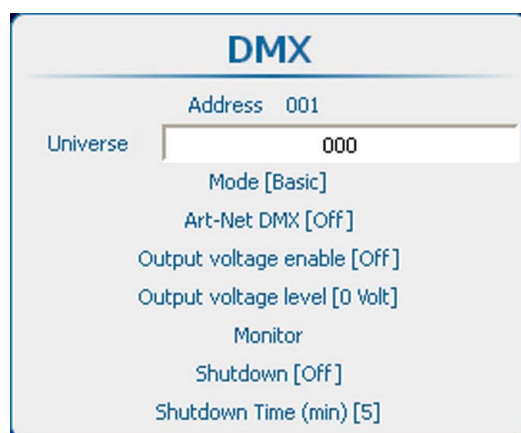 DMX
Address 001
Universe 000
Mode [Basic]
Art-Net DMX [Off]
Output voltage enable [Off]
Output voltage level [0 Volt]
Monitor
Shutdown [Off]
Shutdown Time (min) [5]